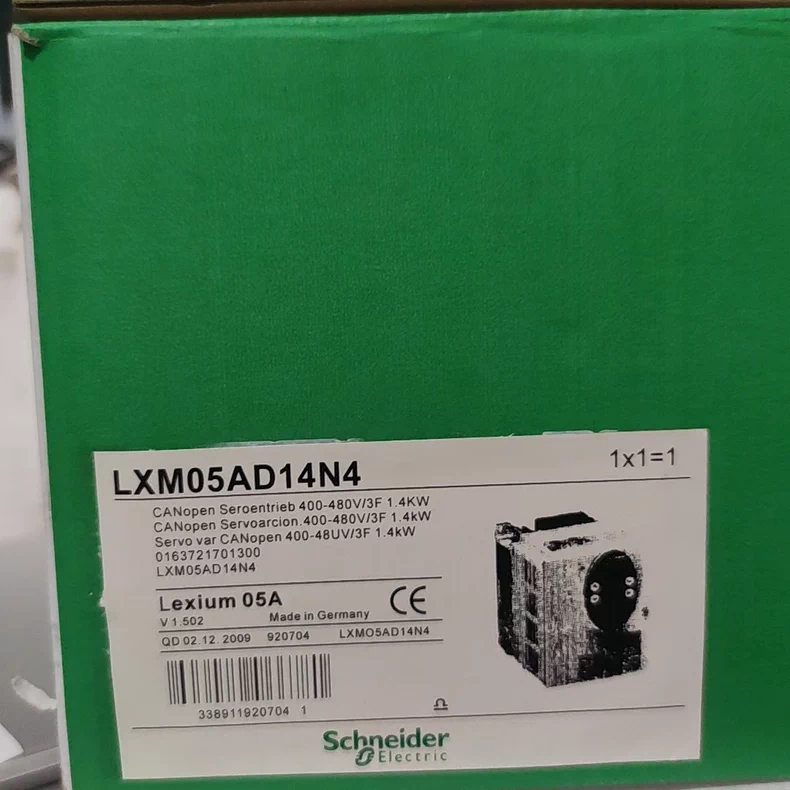 LXM05AD14N4
1x1=1
CANopen Seroentrieb 400-480V/3F 1.4KW
CANopen Servoarcion.400-480V/3F 1.4kW
Servo var CANopen 400-48UV/3F 1.4kW
0163721701300
LXM05AD14N4
Lexium 05A
CE
V 1.502 Made in Germany
QD 02.12. 2009 920704 LXMO5AD14N4
338911920704 1
Schneider
Electric